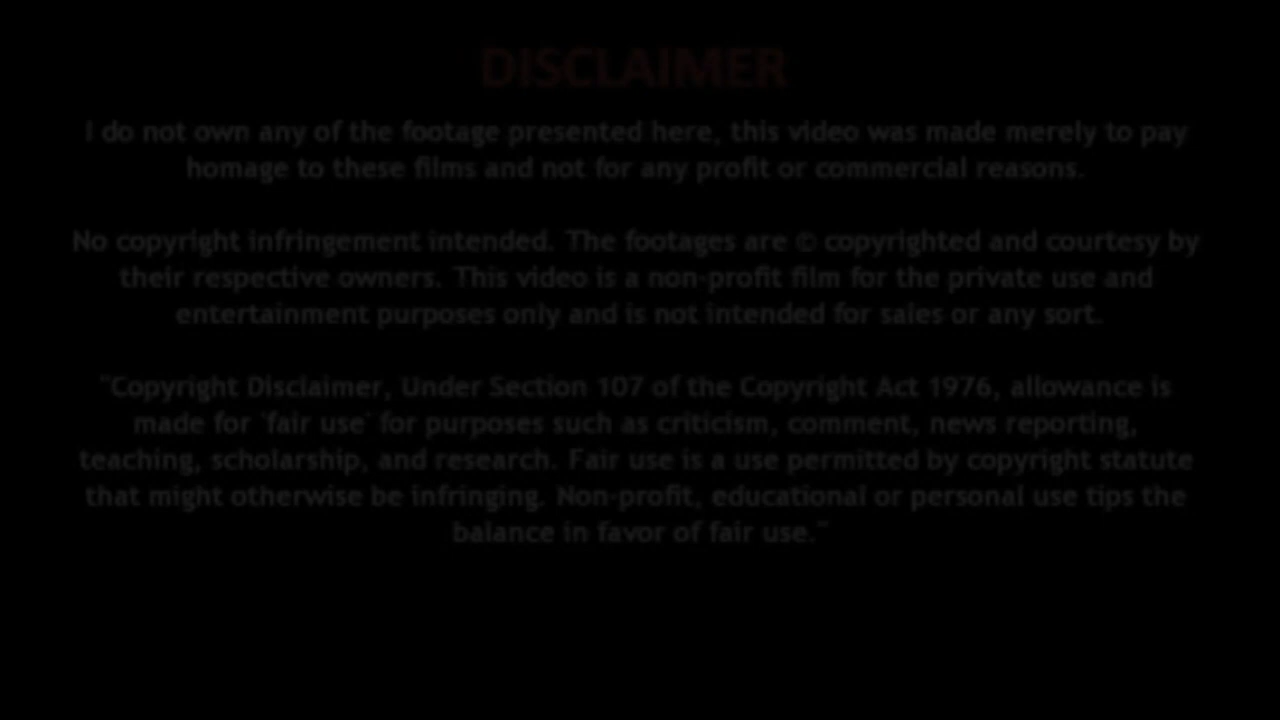 DISCLAIMER
I do not own any of the footage presented here, this video was made merely to pay
homage to these films and not for any profit or commercial reasons.
No copyright infringement intended. The footages are © copyrighted and courtesy by
their respective owners. This video is a non-profit film for the private use and
entertainment purposes only and is not intended for sales or any sort.
"Copyright Disclaimer, Under Section 107 of the Copyright Act 1976, allowance is
made for 'fair use' for purposes such as criticism, comment, news reporting,
teaching, scholarship, and research. Fair use is a use permitted by copyright statute
that might otherwise be infringing. Non-profit, educational or personal use tips the
balance in favor of fair use."